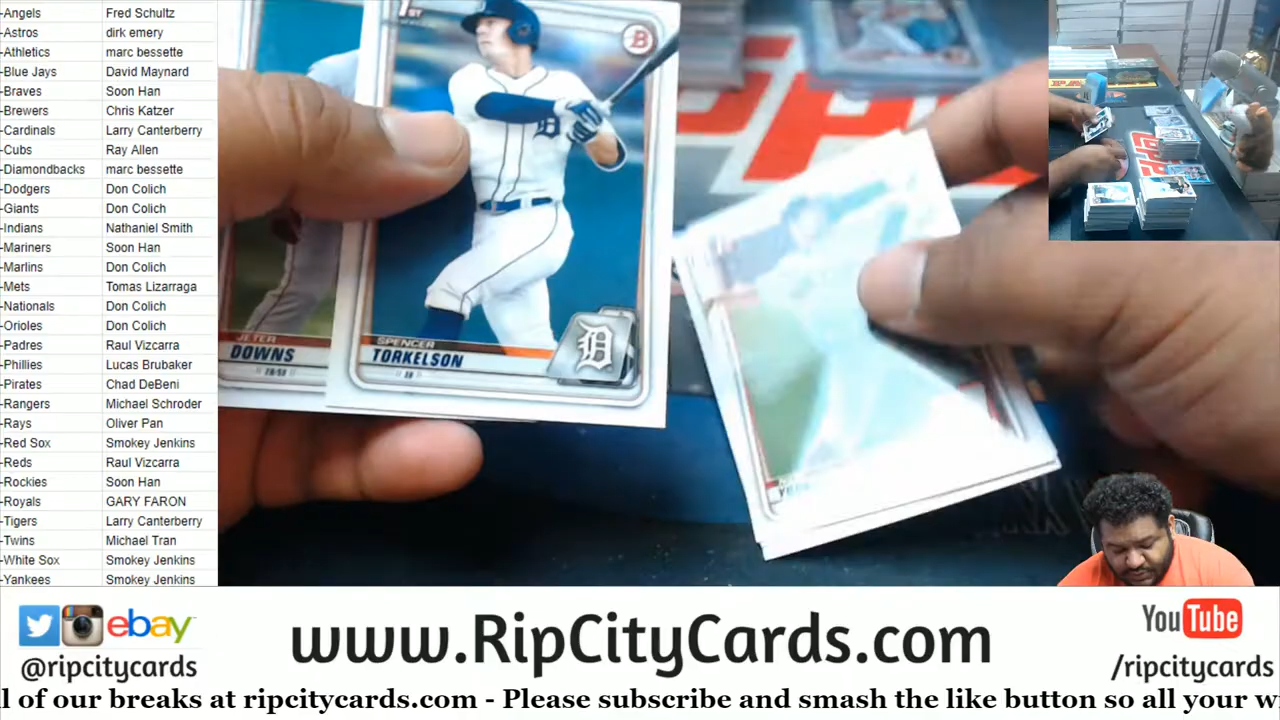 -Angels Fred Schultz
-Astros dirk emery
-Athletics marc bessette
-Blue Jays David Maynard
-Braves Soon Han
-Brewers Chris Katzer
-Cardinals Larry Canterberry
-Cubs Ray Allen
-Diamondbacks marc bessette
-Dodgers Don Colich
-Giants Don Colich
-Indians Nathaniel Smith
-Mariners Soon Han
-Marlins Don Colich
-Mets Tomas Lizarraga
-Nationals Don Colich
-Orioles Don Colich
-Padres Raul Vizcarra
-Phillies Lucas Brubaker
-Pirates Chad DeBeni
-Rangers Michael Schroder
-Rays Oliver Pan
-Red Sox Smokey Jenkins
-Reds Raul Vizcarra
-Rockies Soon Han
-Royals GARY FARON
-Tigers Larry Canterberry
-Twins Michael Tran
-White Sox Smokey Jenkins
-Yankees Smokey Jenkins
1ST
B
D
JETER
DOWNS
SPENCER
TORKELSON
D
ebay
@ripcitycards
www.RipCityCards.com
YouTube
/ripcitycards
l of our breaks at ripcitycards.com - Please subscribe and smash the like button so all your w